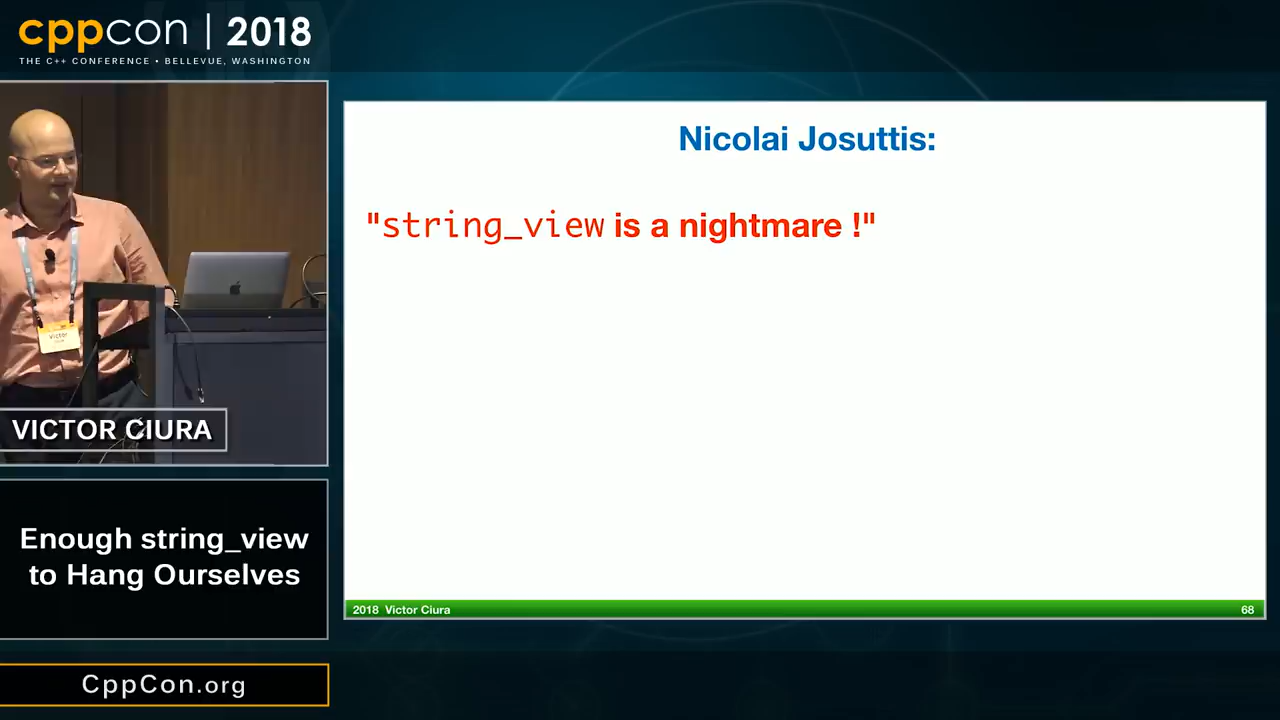 cppcon | 2018
THE C++ CONFERENCE • BELLEVUE, WASHINGTON
Nicolai Josuttis:
"string_view is a nightmare !"
Victor
VICTOR CIURA
Enough string_view
to Hang Ourselves
2018 Victor Ciura
68
CppCon.org